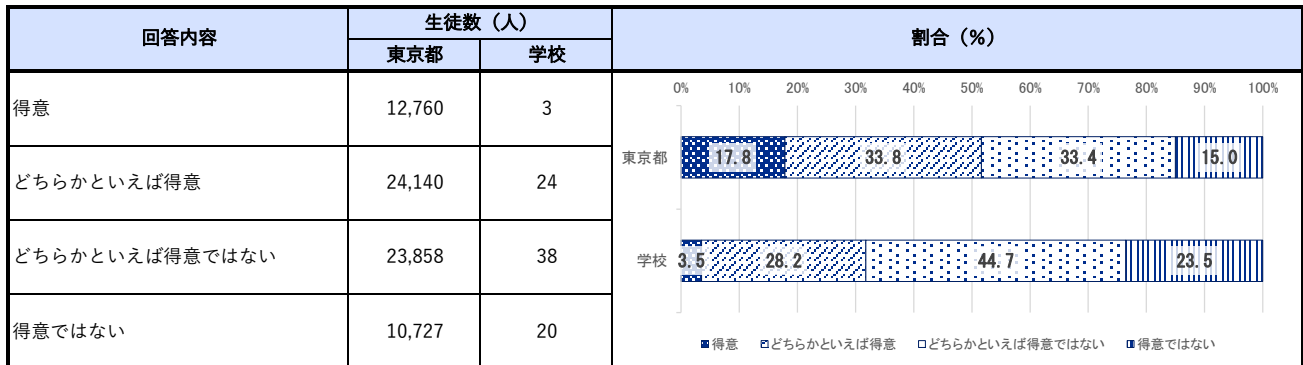 回答内容 生徒数（人） 割合（%）
東京都 学校
得意 12,760 3
どちらかといえば得意 24,140 24
どちらかといえば得意ではない 23,858 38
得意ではない 10,727 20
0% 10% 20% 30% 40% 50% 60% 70% 80% 90% 100%
東京都 17.8 33.8 33.4 15.0
学校 3.5 28.2 44.7 23.5
得意 どちらかといえば得意 どちらかといえば得意ではない 得意ではない